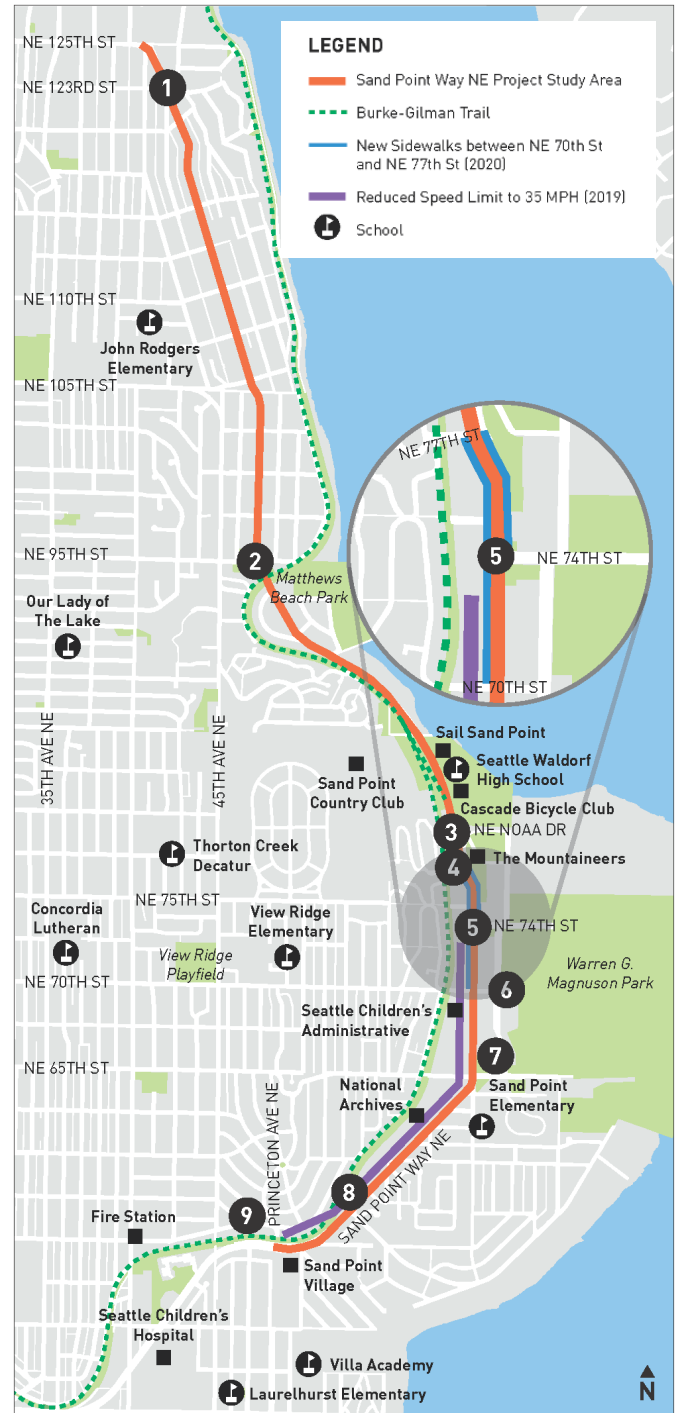 NE 125TH ST
NE 123RD ST
1
LEGEND
Sand Point Way NE Project Study Area
Burke-Gilman Trail
New Sidewalks between NE 70th St
and NE 77th St (2020)
Reduced Speed Limit to 35 MPH (2019)
School
NE 110TH ST
John Rodgers
Elementary
NE 105TH ST
NE 77TH ST
5
NE 74TH ST
NE 70TH ST
NE 95TH ST
2
Matthews
Beach Park
Our Lady of
The Lake
35TH AVE NE
45TH AVE NE
Sail Sand Point
Seattle Waldorf
High School
Sand Point
Country Club
Cascade Bicycle Club
3
NE NOAA DR
4
The Mountaineers
Thorton Creek
Decatur
NE 75TH ST
Concordia
Lutheran
View Ridge
Elementary
5
NE 74TH ST
View Ridge
Playfield
Warren G.
Magnuson Park
NE 70TH ST
6
Seattle Children's
Administrative
7
NE 65TH ST
National
Archives
Sand Point
Elementary
PRINCETON AVE NE
SAND POINT WAY NE
8
9
Fire Station
Sand Point
Village
Seattle Children's
Hospital
Villa Academy
Laurelhurst Elementary
N